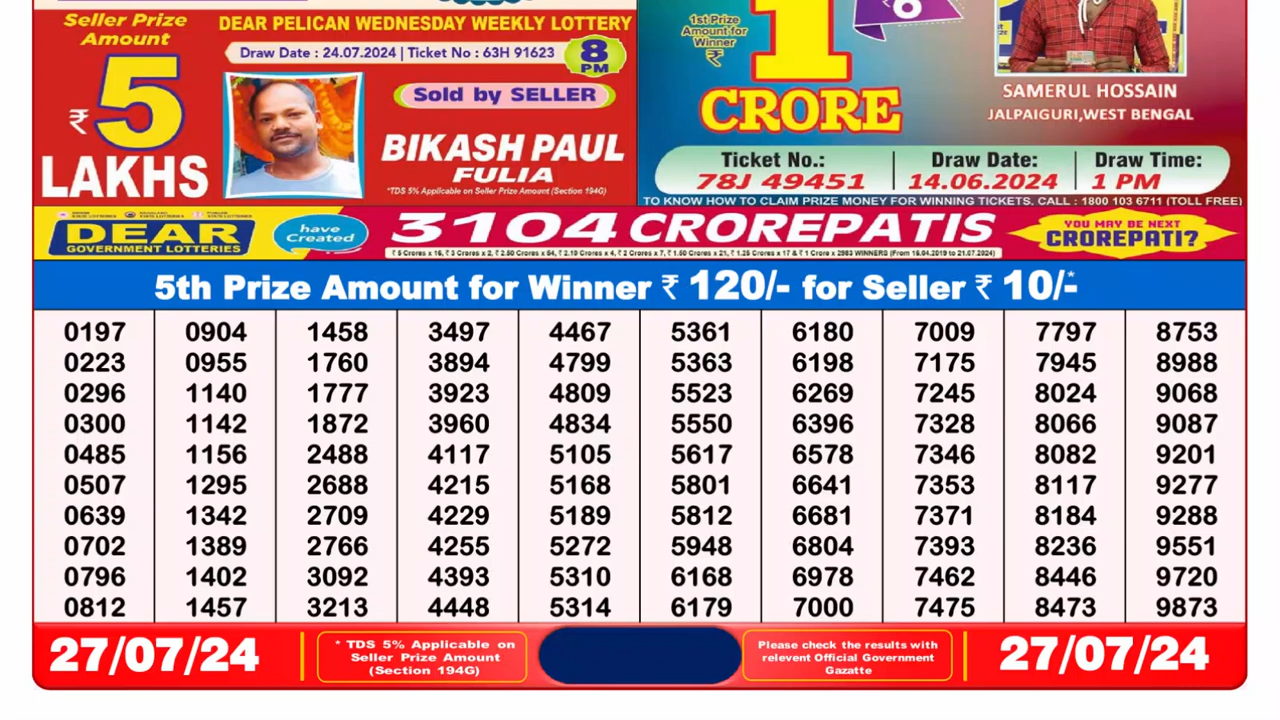 Seller Prize
Amount
₹ 5
LAKHS
DEAR PELICAN WEDNESDAY WEEKLY LOTTERY
Draw Date : 24.07.2024 | Ticket No : 63H 91623
8
PM
Sold by SELLER
BIKASH PAUL
FULIA
*TDS 5% Applicable on Seller Prize Amount (Section 194G)
1st Prize
Amount for
Winner
₹
1
CRORE
SAMERUL HOSSAIN
JALPAIGURI,WEST BENGAL
Ticket No.: Draw Date: Draw Time:
78J 49451 14.06.2024 1 PM
TO KNOW HOW TO CLAIM PRIZE MONEY FOR WINNING TICKETS, CALL : 1800 103 6711 (TOLL FREE)
DEAR
GOVERNMENT LOTTERIES
have
Created
3104 CROREPATIS
YOU MAY BE NEXT
CROREPATI?
5th Prize Amount for Winner ₹ 120/- for Seller ₹ 10/-*
0197 0904 1458 3497 4467 5361 6180 7009 7797 8753
0223 0955 1760 3894 4799 5363 6198 7175 7945 8988
0296 1140 1777 3923 4809 5523 6269 7245 8024 9068
0300 1142 1872 3960 4834 5550 6396 7328 8066 9087
0485 1156 2488 4117 5105 5617 6578 7346 8082 9201
0507 1295 2688 4215 5168 5801 6641 7353 8117 9277
0639 1342 2709 4229 5189 5812 6681 7371 8184 9288
0702 1389 2766 4255 5272 5948 6804 7393 8236 9551
0796 1402 3092 4393 5310 6168 6978 7462 8446 9720
0812 1457 3213 4448 5314 6179 7000 7475 8473 9873
27/07/24
* TDS 5% Applicable on
Seller Prize Amount
(Section 194G)
Please check the results with
relevent Official Government
Gazatte
27/07/24